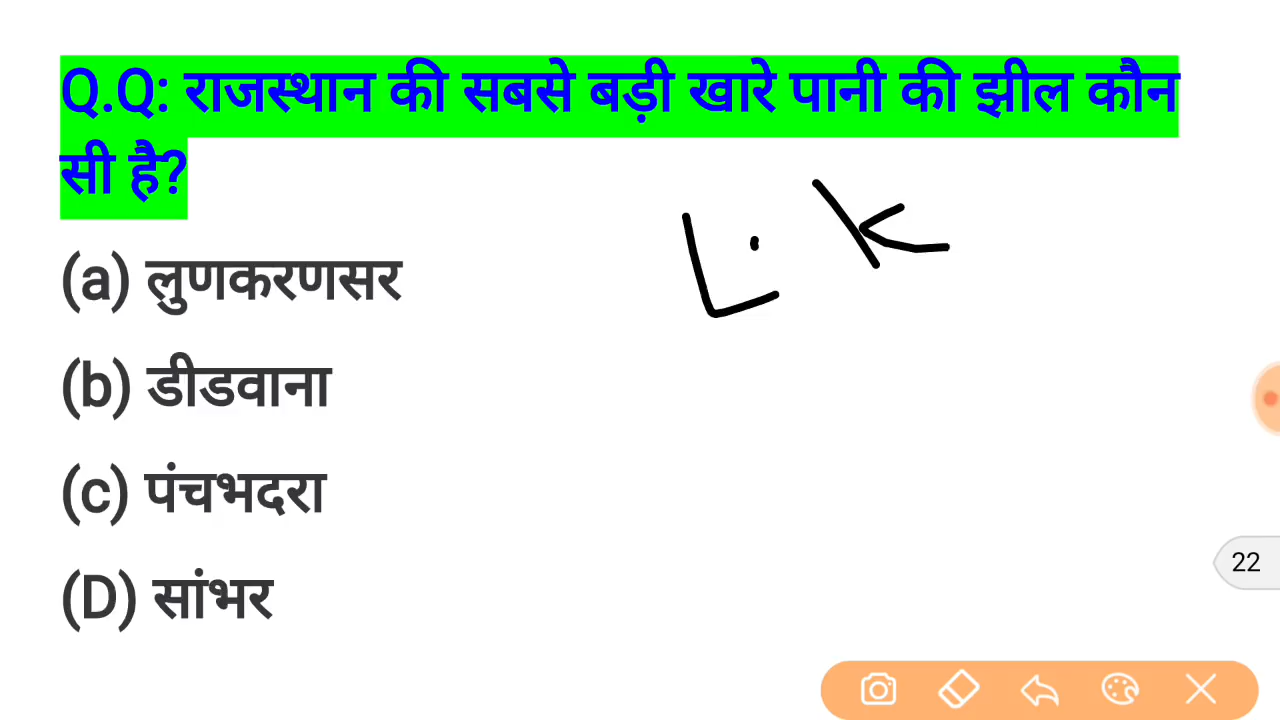 Q.Q: राजस्थान की सबसे बड़ी खारे पानी की झील कौन
सी है?
L. K
(a) लुणकरणसर
(b) डीडवाना
(c) पंचभदरा
(D) सांभर
22